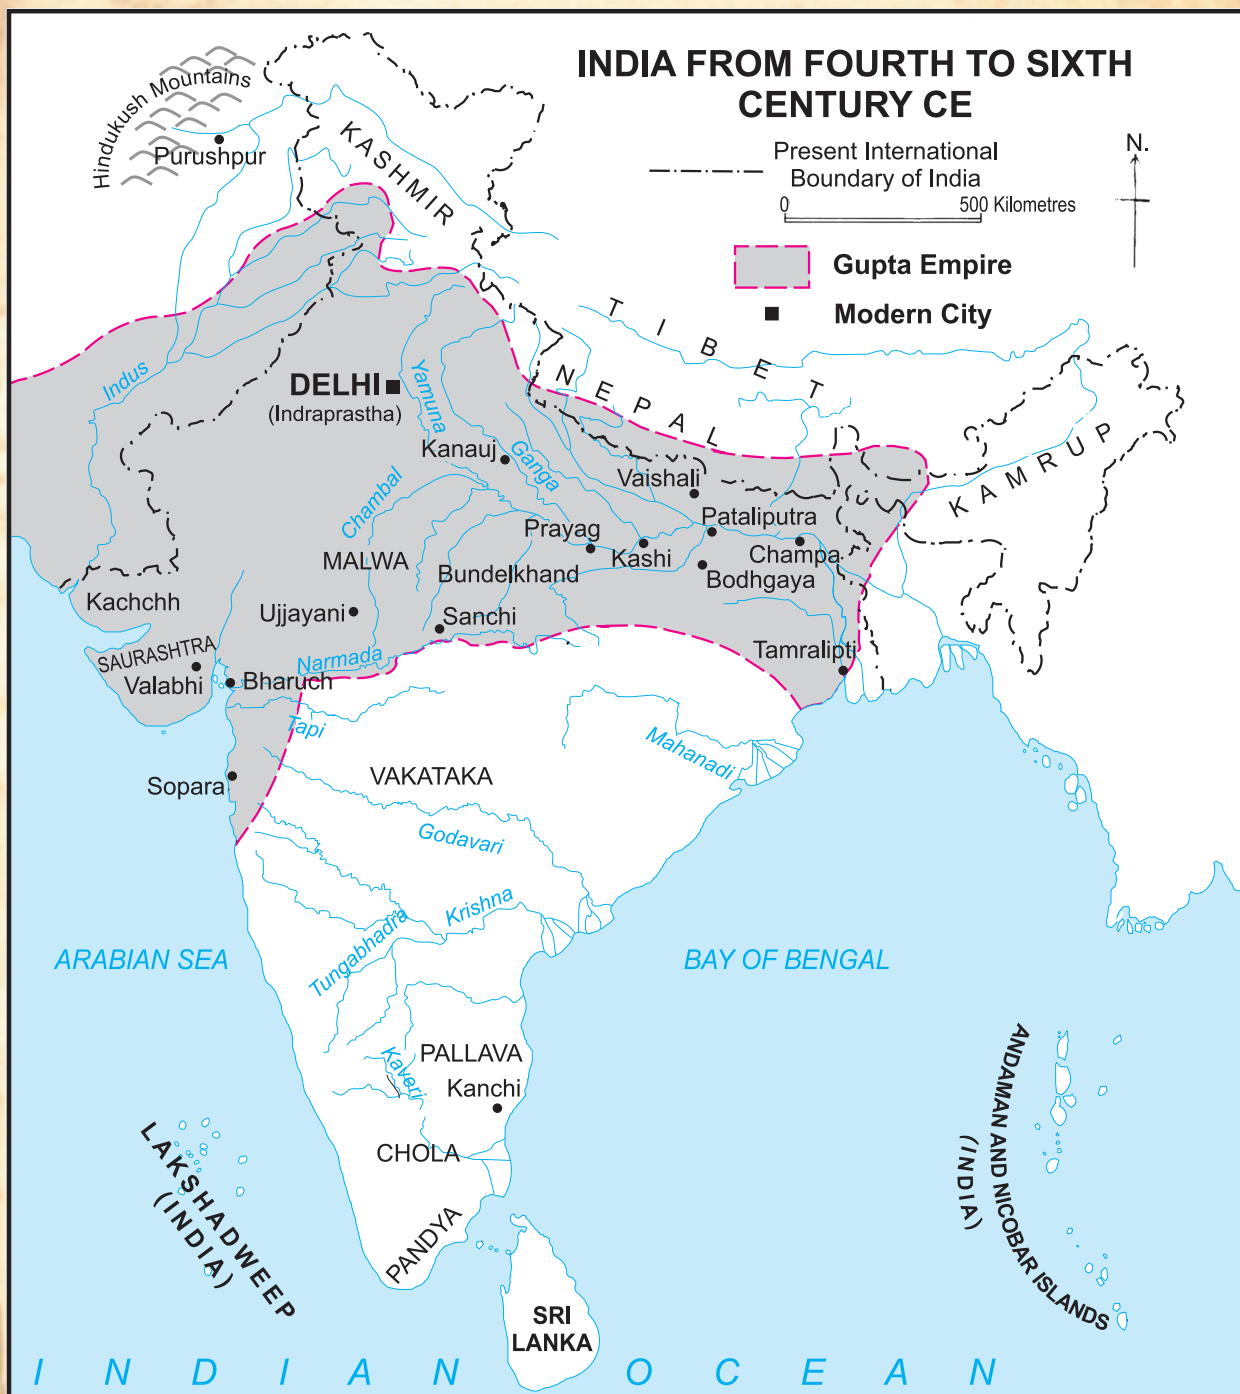 INDIA FROM FOURTH TO SIXTH
CENTURY CE
Present International
Boundary of India
0 500 Kilometres
N.
Gupta Empire
Modern City
Hindukush Mountains
Purushpur
KASHMIR
TIBET
NEPAL
KAMRUP
Indus
DELHI
(Indraprastha)
Yamuna
Kanauj
Ganga
Chambal
Vaishali
Pataliputra
Prayag
Kashi
Champa
MALWA
Bundelkhand
Bodhgaya
Kachchh
Ujjayani
Sanchi
SAURASHTRA
Narmada
Tamralipti
Valabhi
Bharuch
Tapi
Mahanadi
Sopara
VAKATAKA
Godavari
Krishna
Tungabhadra
ARABIAN SEA
BAY OF BENGAL
PALLAVA
Kaveri
Kanchi
CHOLA
PANDYA
LAKSHADWEEP
(INDIA)
ANDAMAN AND NICOBAR ISLANDS
(INDIA)
SRI
LANKA
INDIAN OCEAN